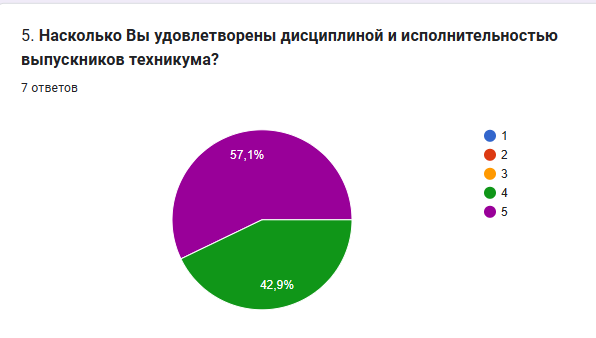 5. Насколько Вы удовлетворены дисциплиной и исполнительностью
выпускников техникума?
7 ответов
57,1%
42,9%
1
2
3
4
5